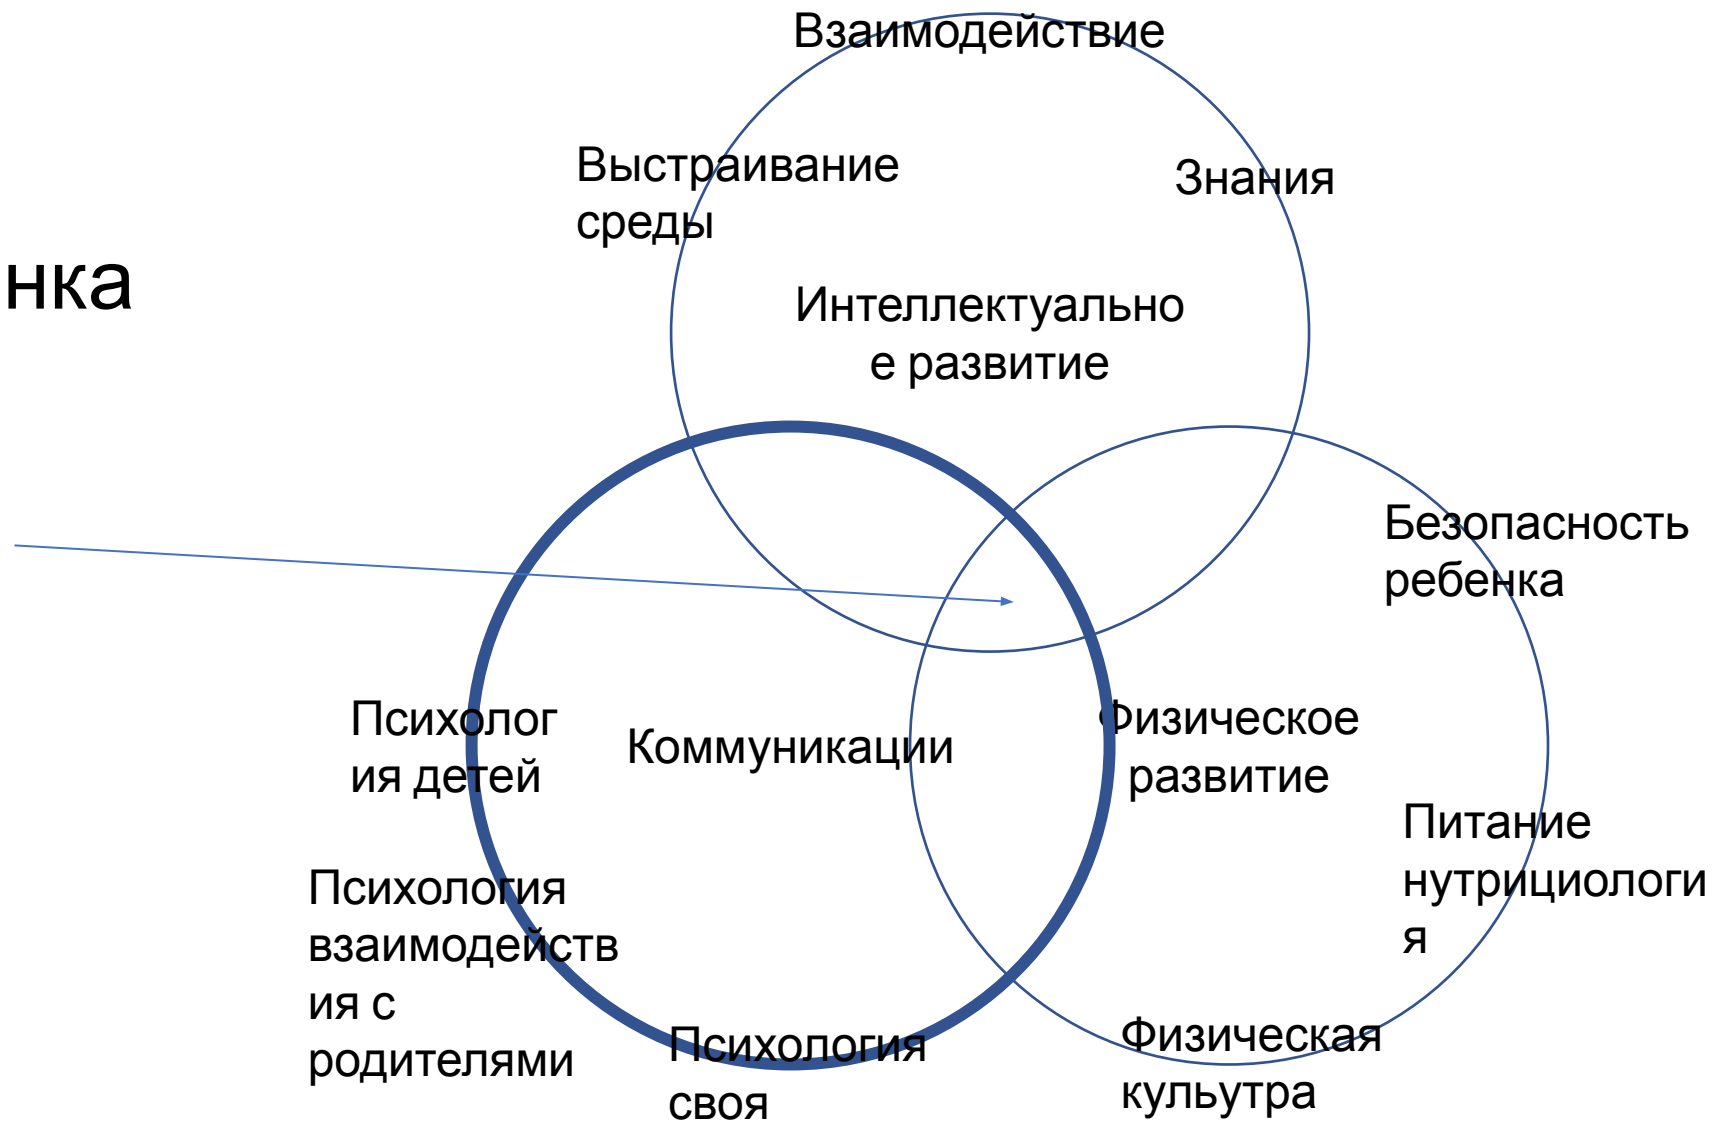 Взаимодействие
Выстраивание
среды
Знания
нка
Интеллектуально
е развитие
Безопасность
ребенка
Психолог
ия детей
Коммуникации
Физическое
развитие
Питание
нутрициологи
я
Психология
взаимодейств
ия с
родителями
Психология
своя
Физическая
кульутра